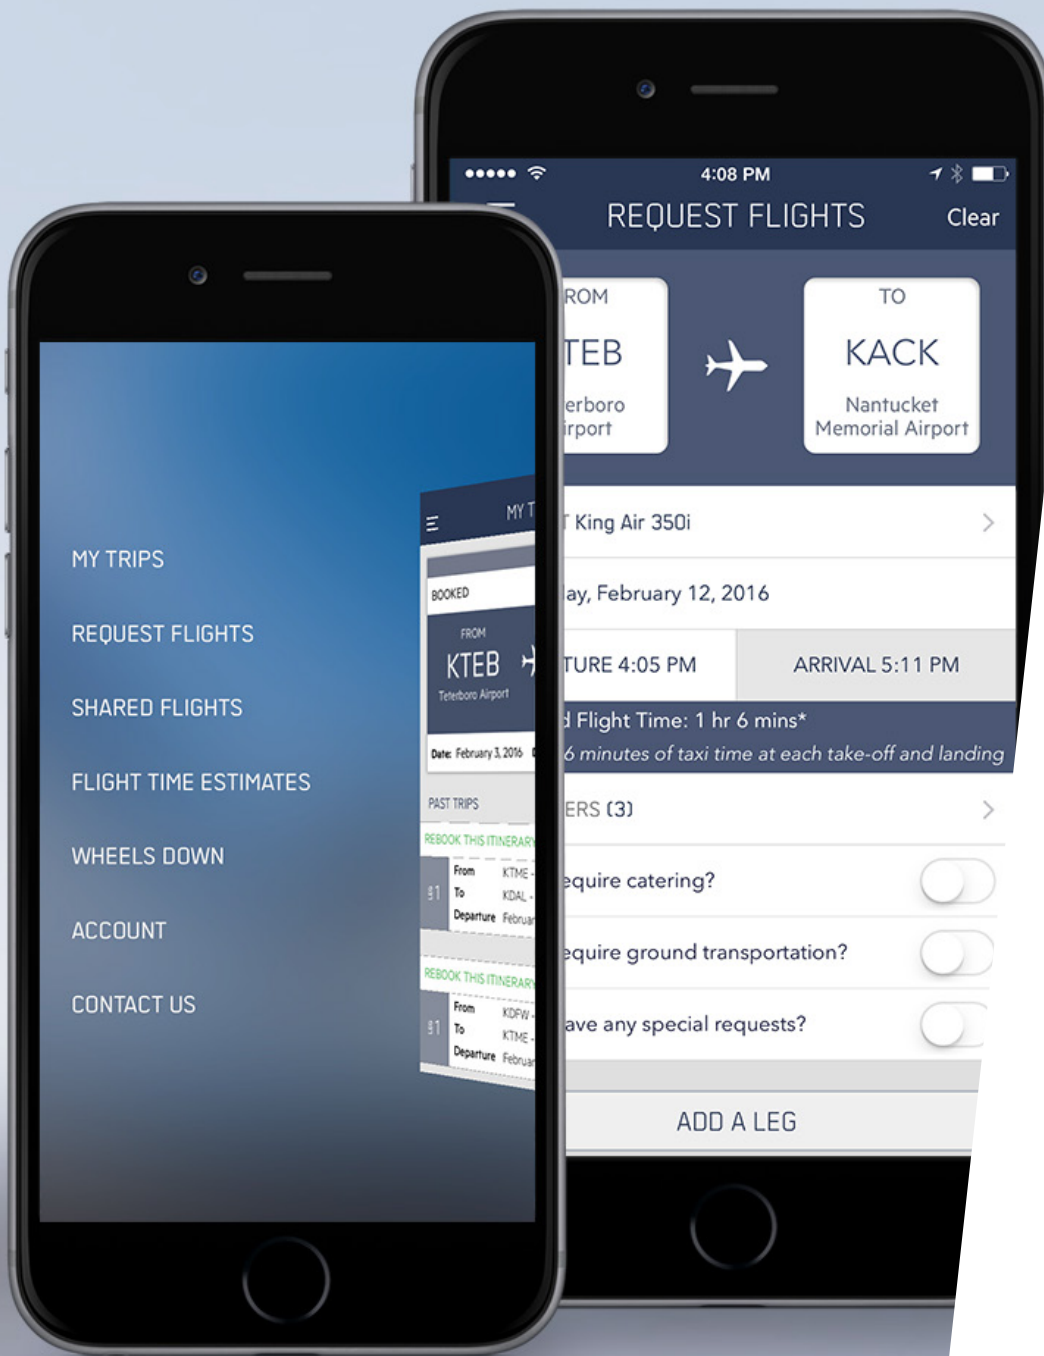 MY TRIPS
REQUEST FLIGHTS
SHARED FLIGHTS
FLIGHT TIME ESTIMATES
WHEELS DOWN
ACCOUNT
CONTACT US
MY T
BOOKED
FROM
KTEB
Teterboro Airport
Date: February 3, 2016
PAST TRIPS
REBOOK THIS ITINERARY
1
From KTME -
To KDAL -
Departure Februar
REBOOK THIS ITINERARY
1
From KDFW -
To KTME -
Departure Februar
4:08 PM
REQUEST FLIGHTS Clear
ROM
TEB
erboro
irport
TO
KACK
Nantucket
Memorial Airport
King Air 350i
ay, February 12, 2016
TURE 4:05 PM
ARRIVAL 5:11 PM
d Flight Time: 1 hr 6 mins*
6 minutes of taxi time at each take-off and landing
ERS (3)
equire catering?
equire ground transportation?
ave any special requests?
ADD A LEG